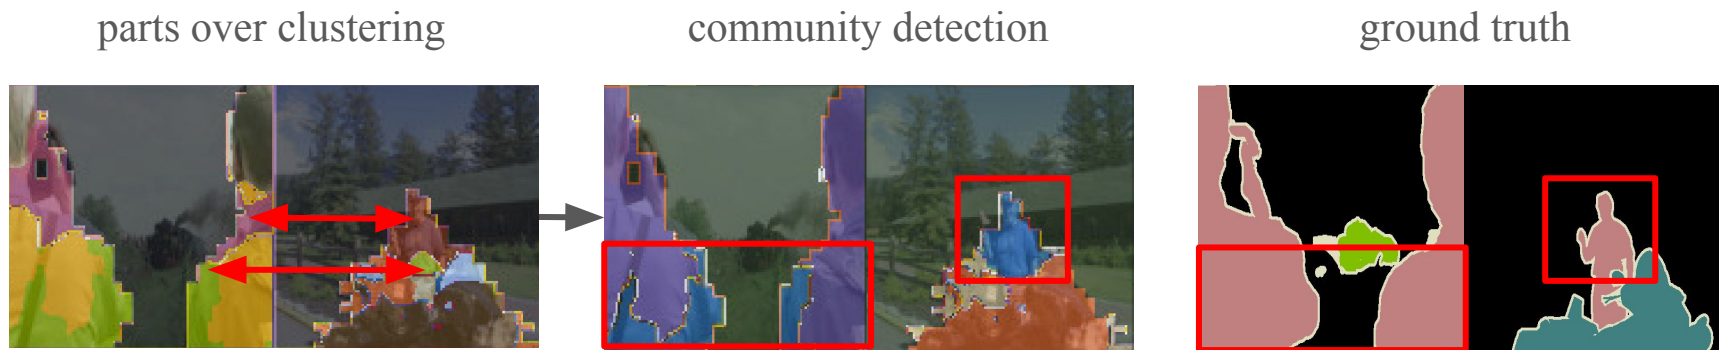 parts over clustering
community detection
ground truth